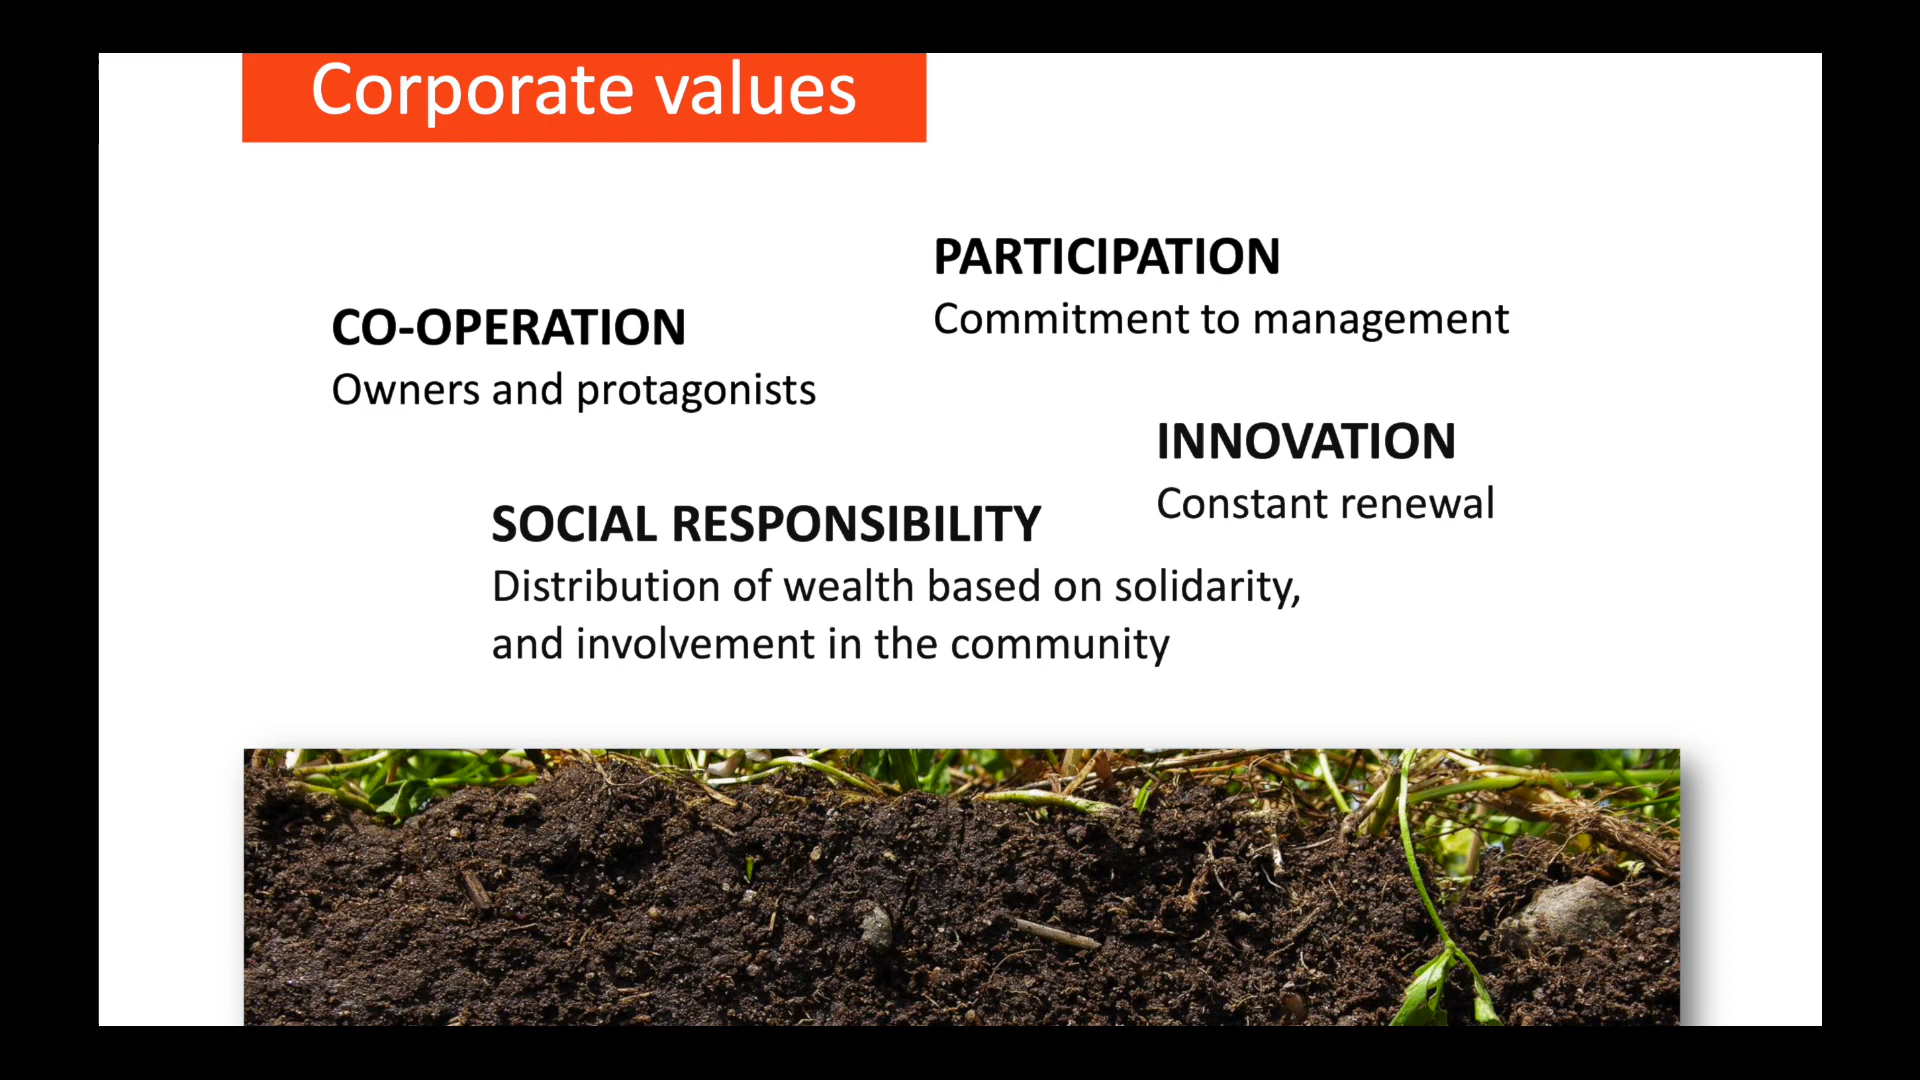 Corporate values
CO-OPERATION
Owners and protagonists
PARTICIPATION
Commitment to management
INNOVATION
Constant renewal
SOCIAL RESPONSIBILITY
Distribution of wealth based on solidarity,
and involvement in the community